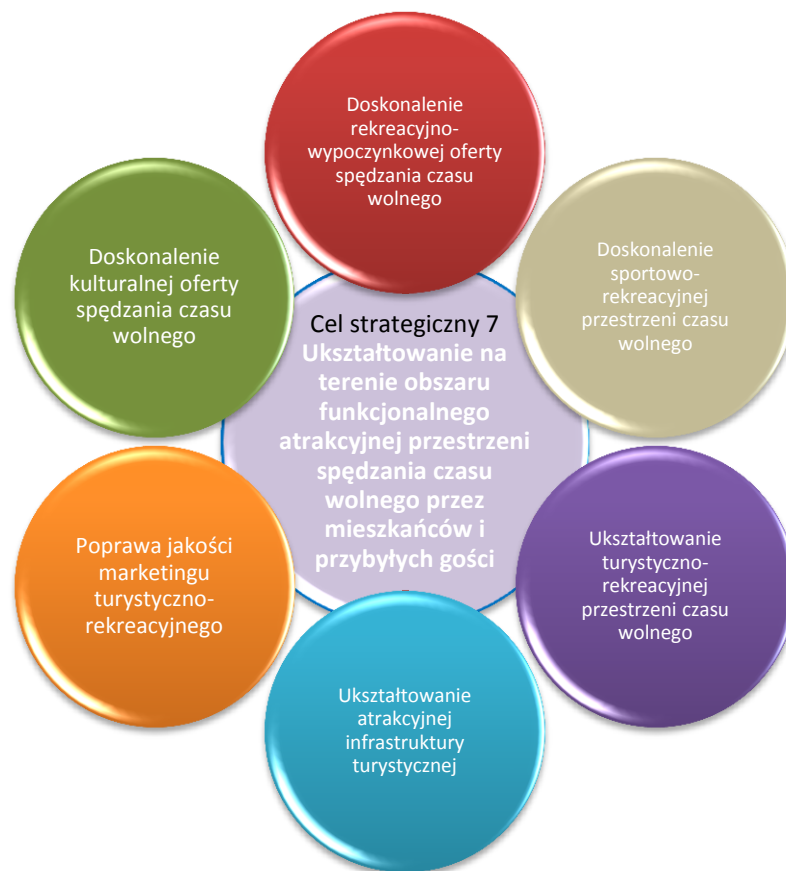 Doskonalenie
rekreacyjno-
wypoczynkowej oferty
spędzania czasu
wolnego
Doskonalenie
kulturalnej oferty
spędzania czasu
wolnego
Doskonalenie
sportowo-
rekreacyjnej
przestrzeni czasu
wolnego
Cel strategiczny 7
Ukształtowanie na
terenie obszaru
funkcjonalnego
atrakcyjnej przestrzeni
spędzania czasu
wolnego przez
mieszkańców i
przybyłych gości
Poprawa jakości
marketingu
turystyczno-
rekreacyjnego
Ukształtowanie
turystyczno-
rekreacyjnej
przestrzeni czasu
wolnego
Ukształtowanie
atrakcyjnej
infrastruktury
turystycznej